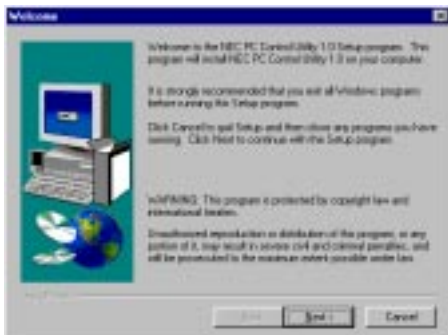 Welcome
Welcome to the NEC PC Control Utility 1.0 Setup program. This
program will install NEC PC Control Utility 1.0 on your computer.
It is strongly recommended that you exit all Windows programs
before running this Setup program.
Click Cancel to quit Setup and then close any programs you have
running. Click Next to continue with the Setup program.
WARNING: This program is protected by copyright law and
international treaties.
Unauthorized reproduction or distribution of this program, or any
portion of it, may result in severe civil and criminal penalties, and
will be prosecuted to the maximum extent possible under law.
Next
Cancel